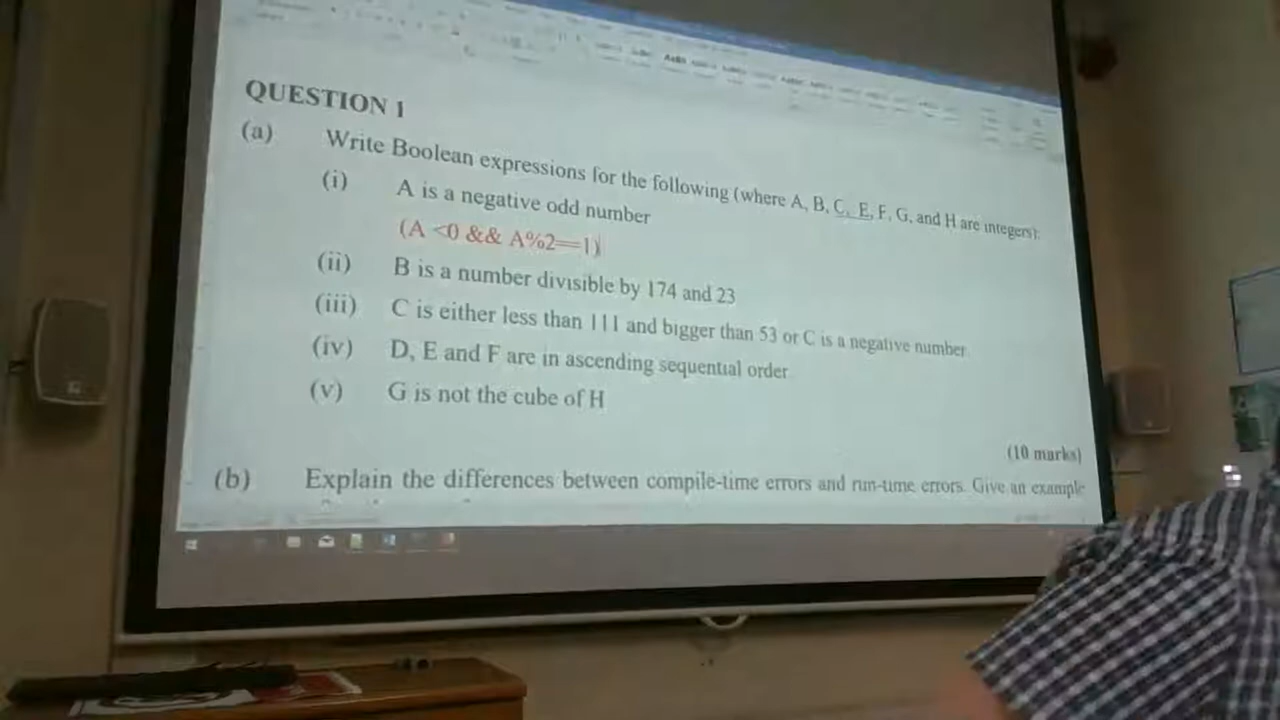 QUESTION 1
(a) Write Boolean expressions for the following (where A, B, C, E, F, G, and H are integers):
(i) A is a negative odd number
(A <0 && A%2==1)
(ii) B is a number divisible by 174 and 23
(iii) C is either less than 111 and bigger than 53 or C is a negative number
(iv) D, E and F are in ascending sequential order
(v) G is not the cube of H
(10 marks)
(b) Explain the differences between compile-time errors and run-time errors. Give an example